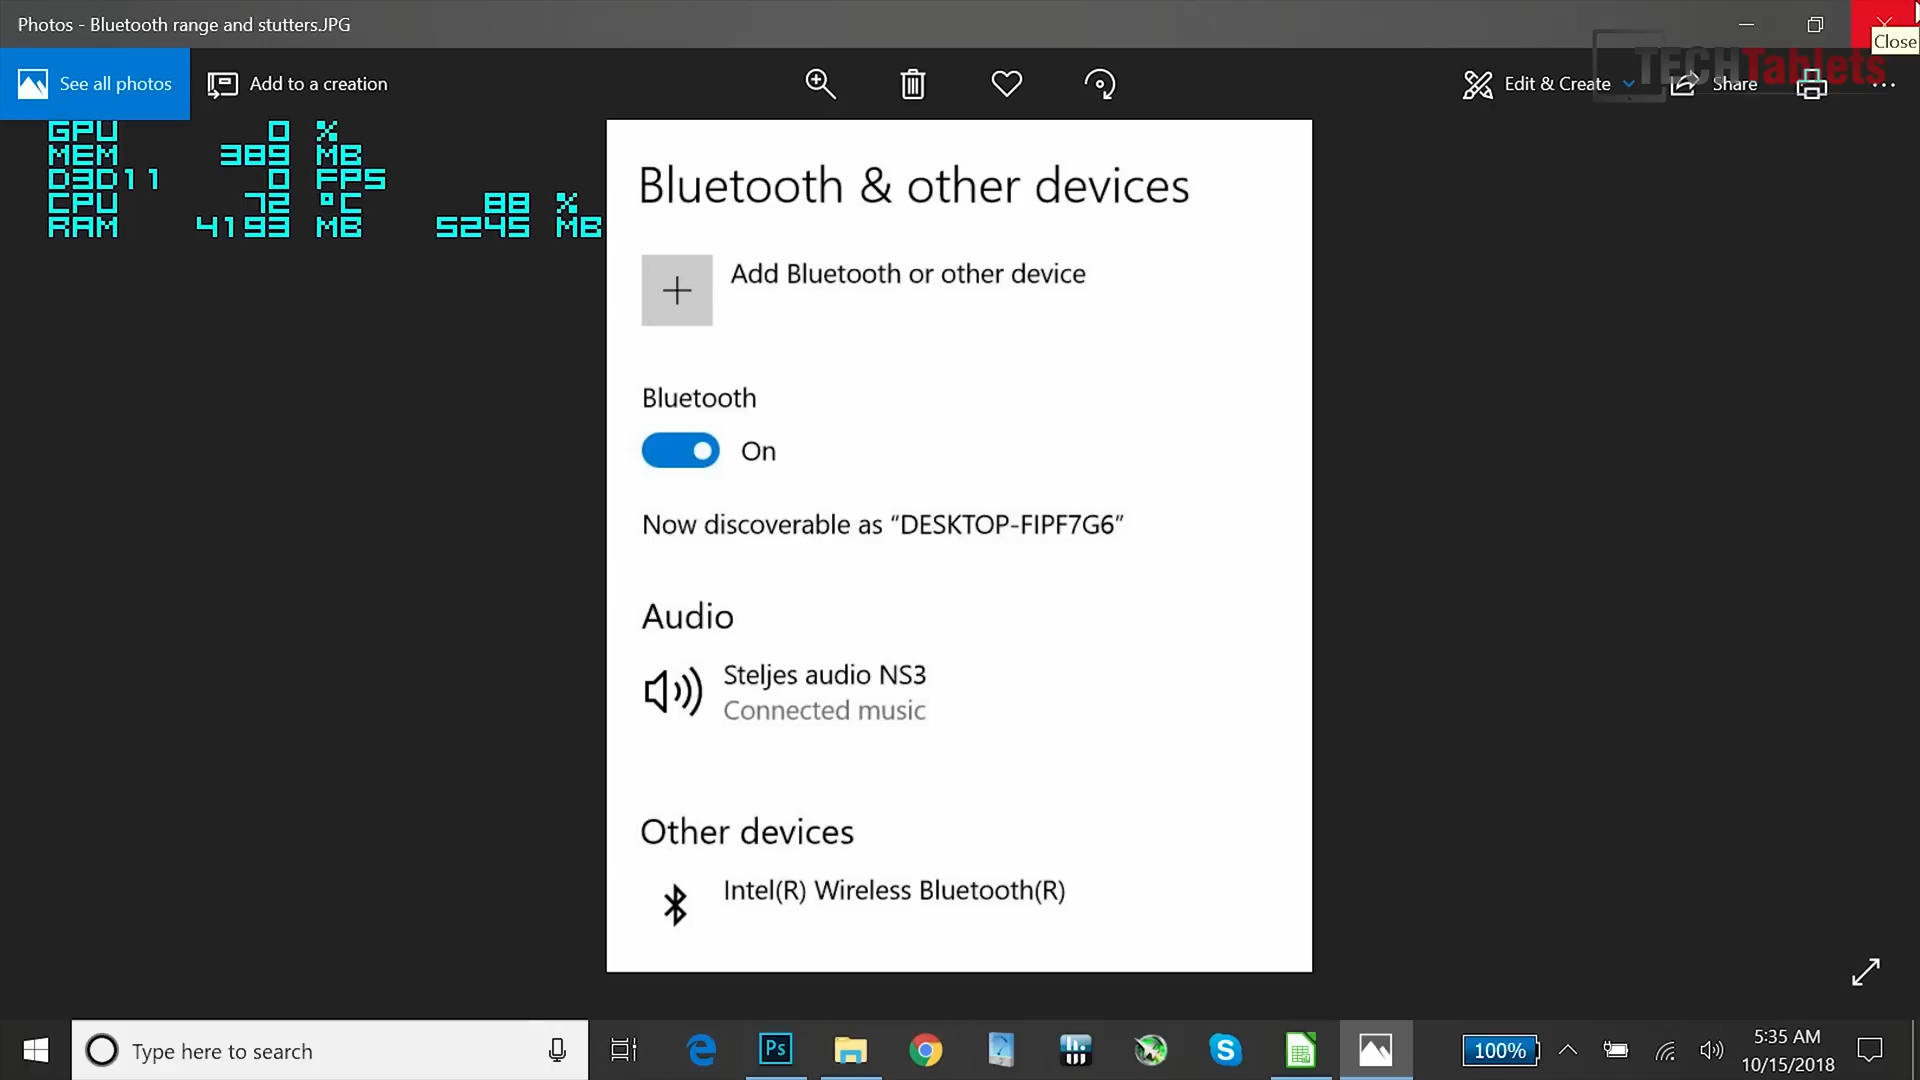 Photos - Bluetooth range and stutters.JPG
Close
See all photos
Add to a creation
Edit & Create
Share
TECHTablets
GPU 0 %
MEM 389 MB
D3D11 0 FPS
CPU 72 °C 88 %
RAM 4193 MB 5245 MB
Bluetooth & other devices
Add Bluetooth or other device
Bluetooth
On
Now discoverable as “DESKTOP-FIPF7G6”
Audio
Steljes audio NS3
Connected music
Other devices
Intel(R) Wireless Bluetooth(R)
Type here to search
Ps
100%
5:35 AM
10/15/2018